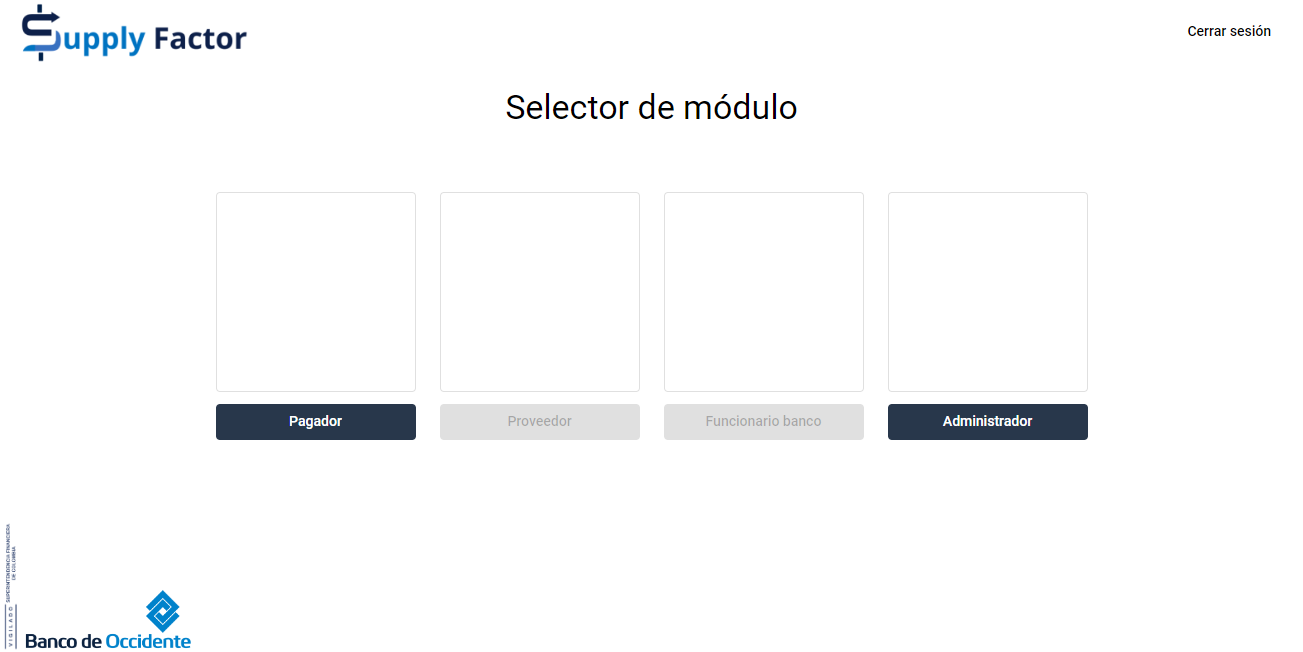 Supply Factor
Cerrar sesión
Selector de módulo
Pagador
Proveedor
Funcionario banco
Administrador
VIGILADO
SUPERINTENDENCIA FINANCIERA
DE COLOMBIA
Banco de Occidente